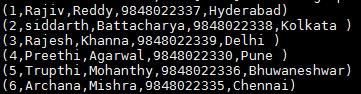 (1,Rajiv,Reddy,9848022337,Hyderabad)
(2,siddarth,Battacharya,9848022338,Kolkata )
(3,Rajesh,Khanna,9848022339,Delhi )
(4,Preethi,Agarwal,9848022330,Pune )
(5,Trupthi,Mohanthy,9848022336,Bhuwaneshwar)
(6,Archana,Mishra,9848022335,Chennai)